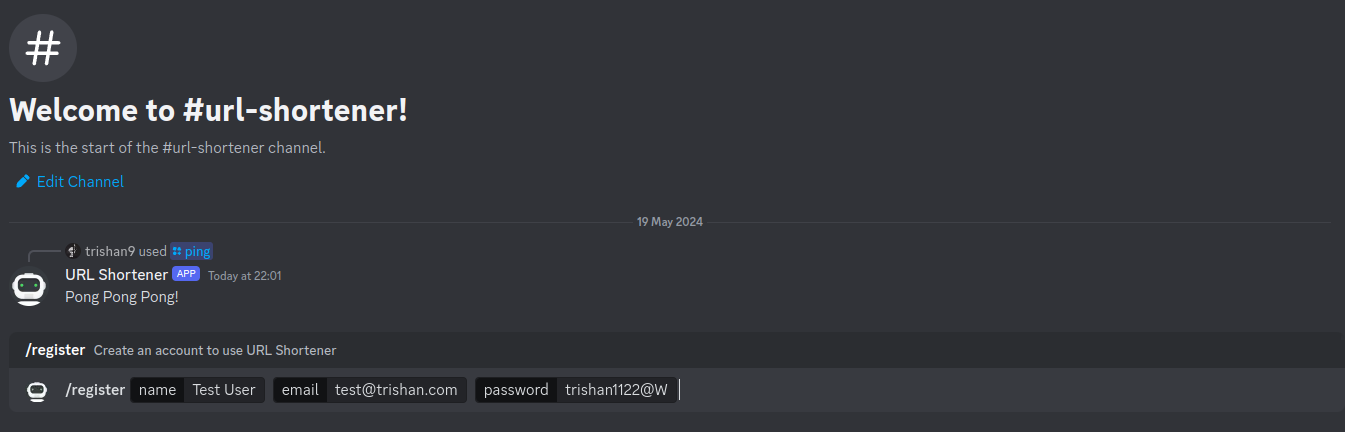 #
Welcome to #url-shortener!
This is the start of the #url-shortener channel.
Edit Channel
19 May 2024
trishan9 used ping
URL Shortener APP Today at 22:01
Pong Pong Pong!
/register Create an account to use URL Shortener
/register name Test User email test@trishan.com password trishan1122@W